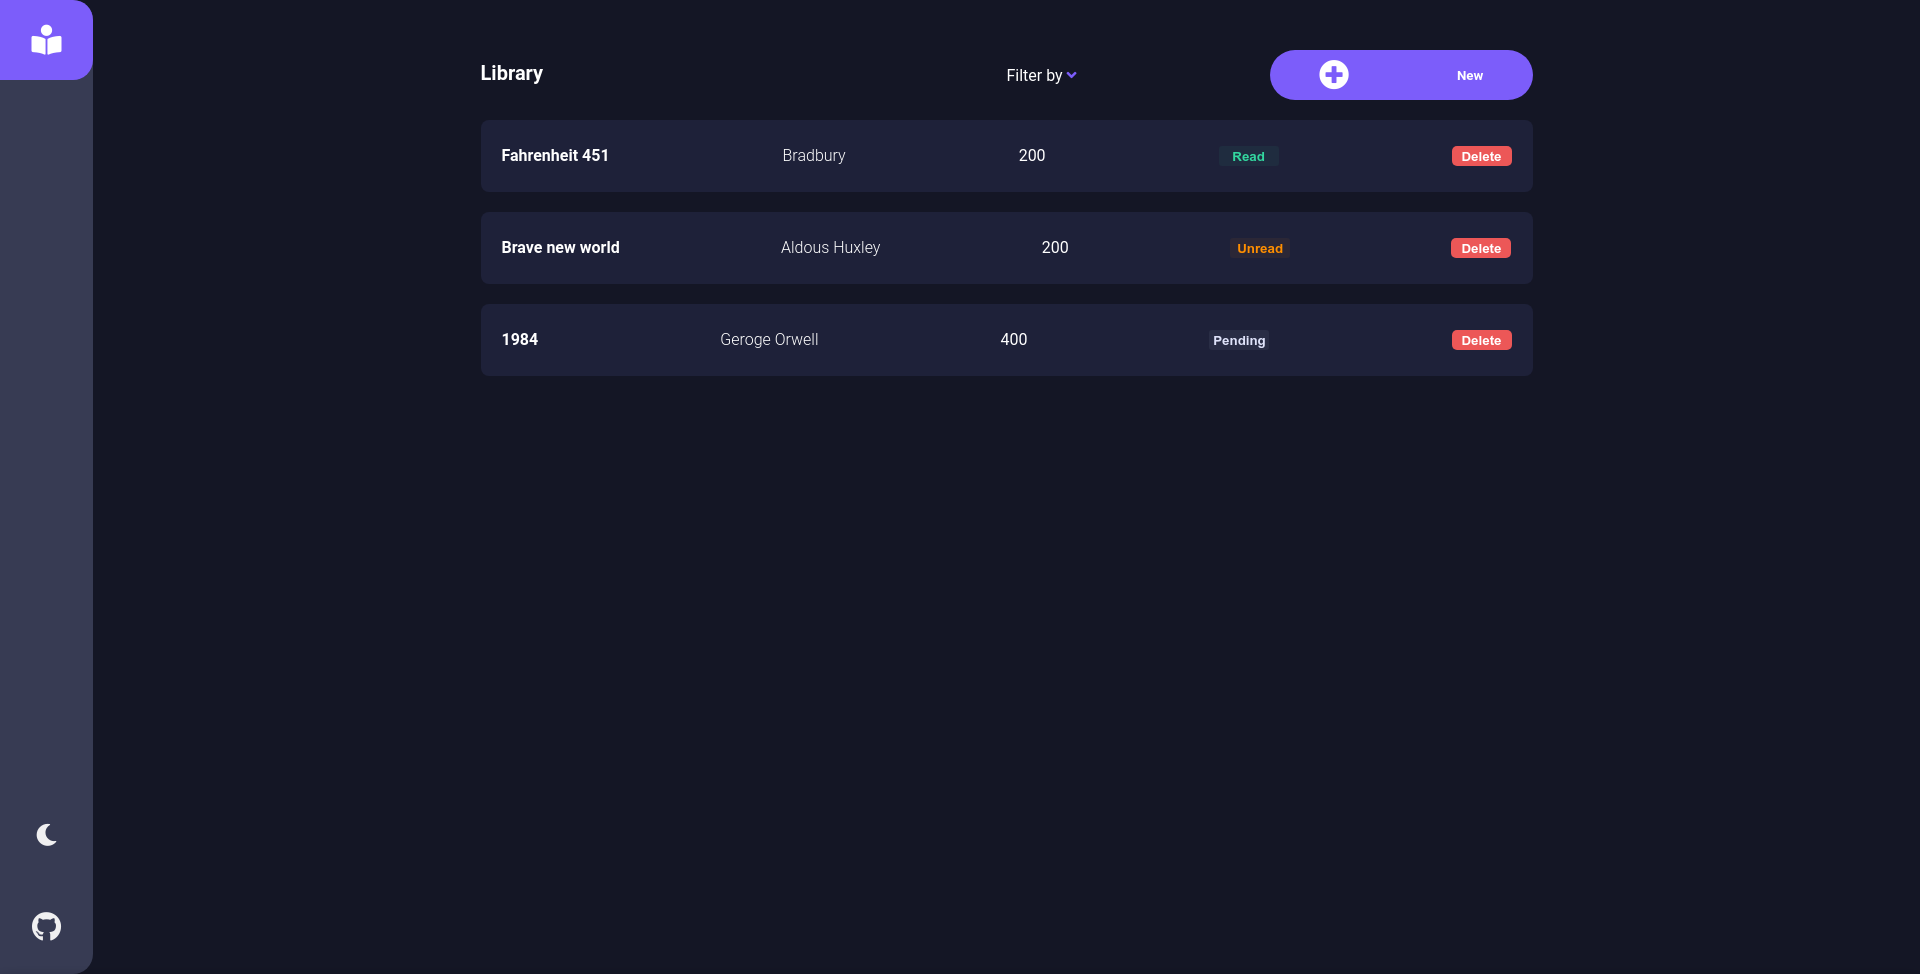 Library Filter by New
Fahrenheit 451 Bradbury 200 Read Delete
Brave new world Aldous Huxley 200 Unread Delete
1984 Geroge Orwell 400 Pending Delete